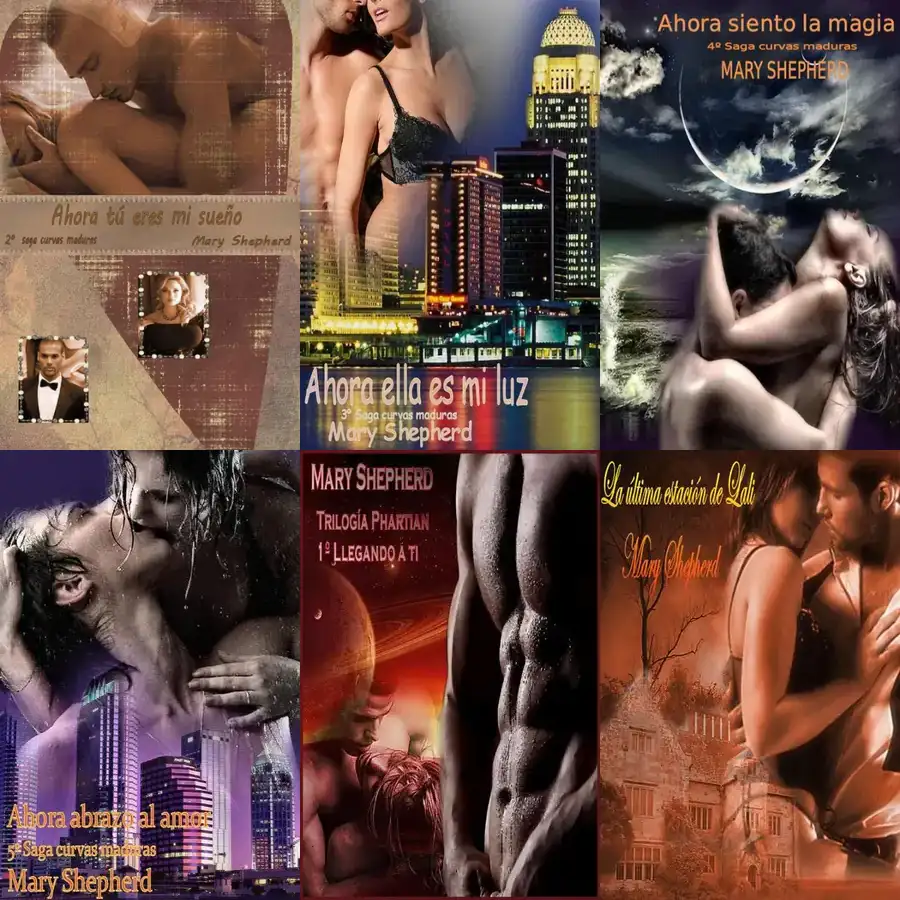 Ahora tú eres mi sueño
2º saga curvas maduras
Mary Shepherd
Ahora ella es mi luz
3º Saga curvas maduras
Mary Shepherd
Ahora siento la magia
4º Saga curvas maduras
MARY SHEPHERD
Ahora abrazo al amor
5º Saga curvas maduras
Mary Shepherd
MARY SHEPHERD
TRILOGÍA PHARTIAN
1º LLEGANDO Á TI
La última estación de Lali
Mary Shepherd